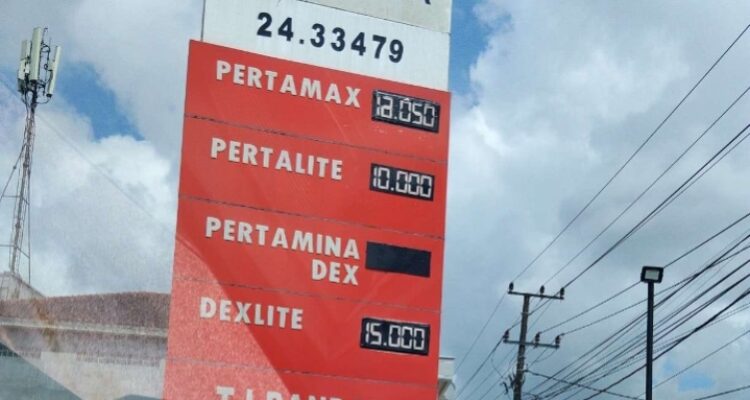 24.33479
PERTAMAX 12.050
PERTALITE 10.000
PERTAMINA
DEX
DEXLITE 15.000